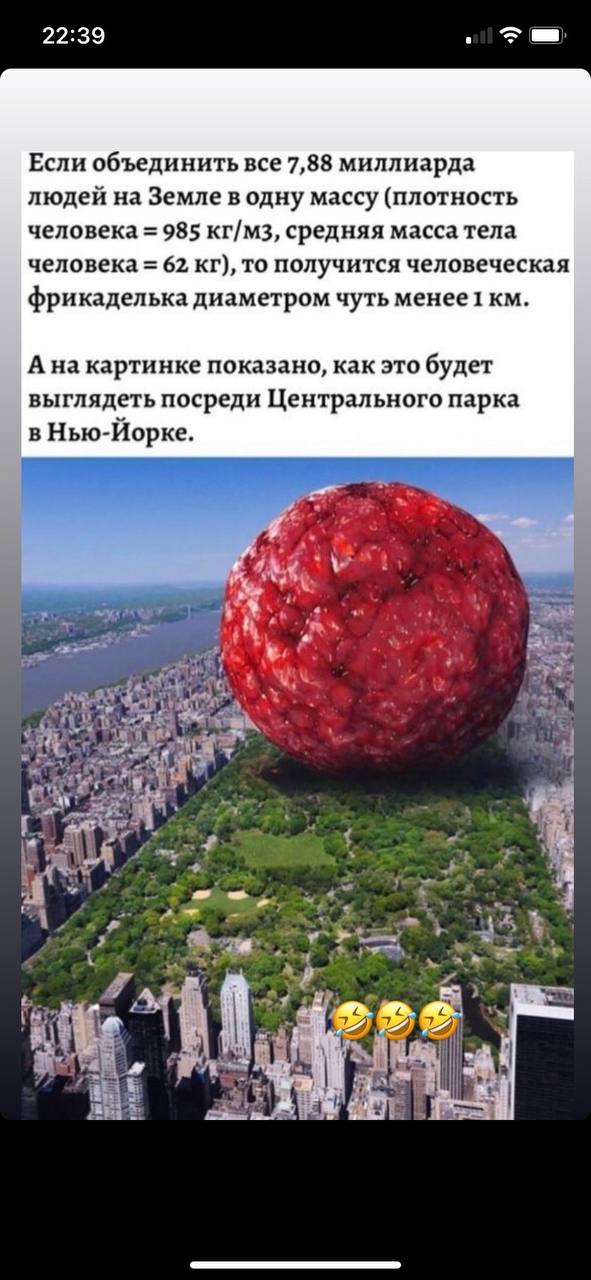 22:39
Если объединить все 7,88 миллиарда
людей на Земле в одну массу (плотность
человека = 985 кг/м3, средняя масса тела
человека = 62 кг), то получится человеческая
фрикаделька диаметром чуть менее 1 км.
А на картинке показано, как это будет
выглядеть посреди Центрального парка
в Нью-Йорке.
🤣🤣🤣